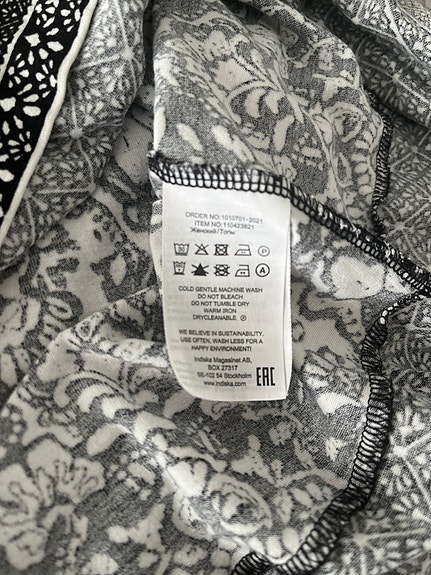 ORDER NO: 1010701-2021
ITEM NO: 110423821
Женский/Топы
COLD GENTLE MACHINE WASH
DO NOT BLEACH
DO NOT TUMBLE DRY
WARM IRON
DRYCLEANABLE. Ⓟ
WE BELIEVE IN SUSTAINABILITY.
USE OFTEN, WASH LESS FOR A
HAPPY ENVIRONMENT!
Indiska Magasinet AB,
BOX 27317
SE-102 54 Stockholm
www.indiska.com
EAC